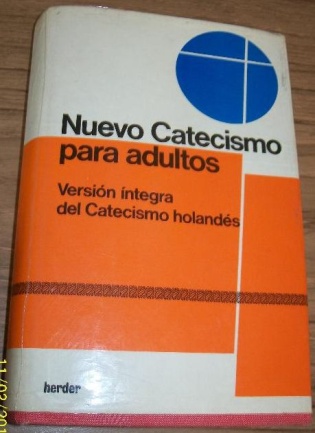 Nuevo Catecismo
para adultos
Versión íntegra
del Catecismo holandés
herder